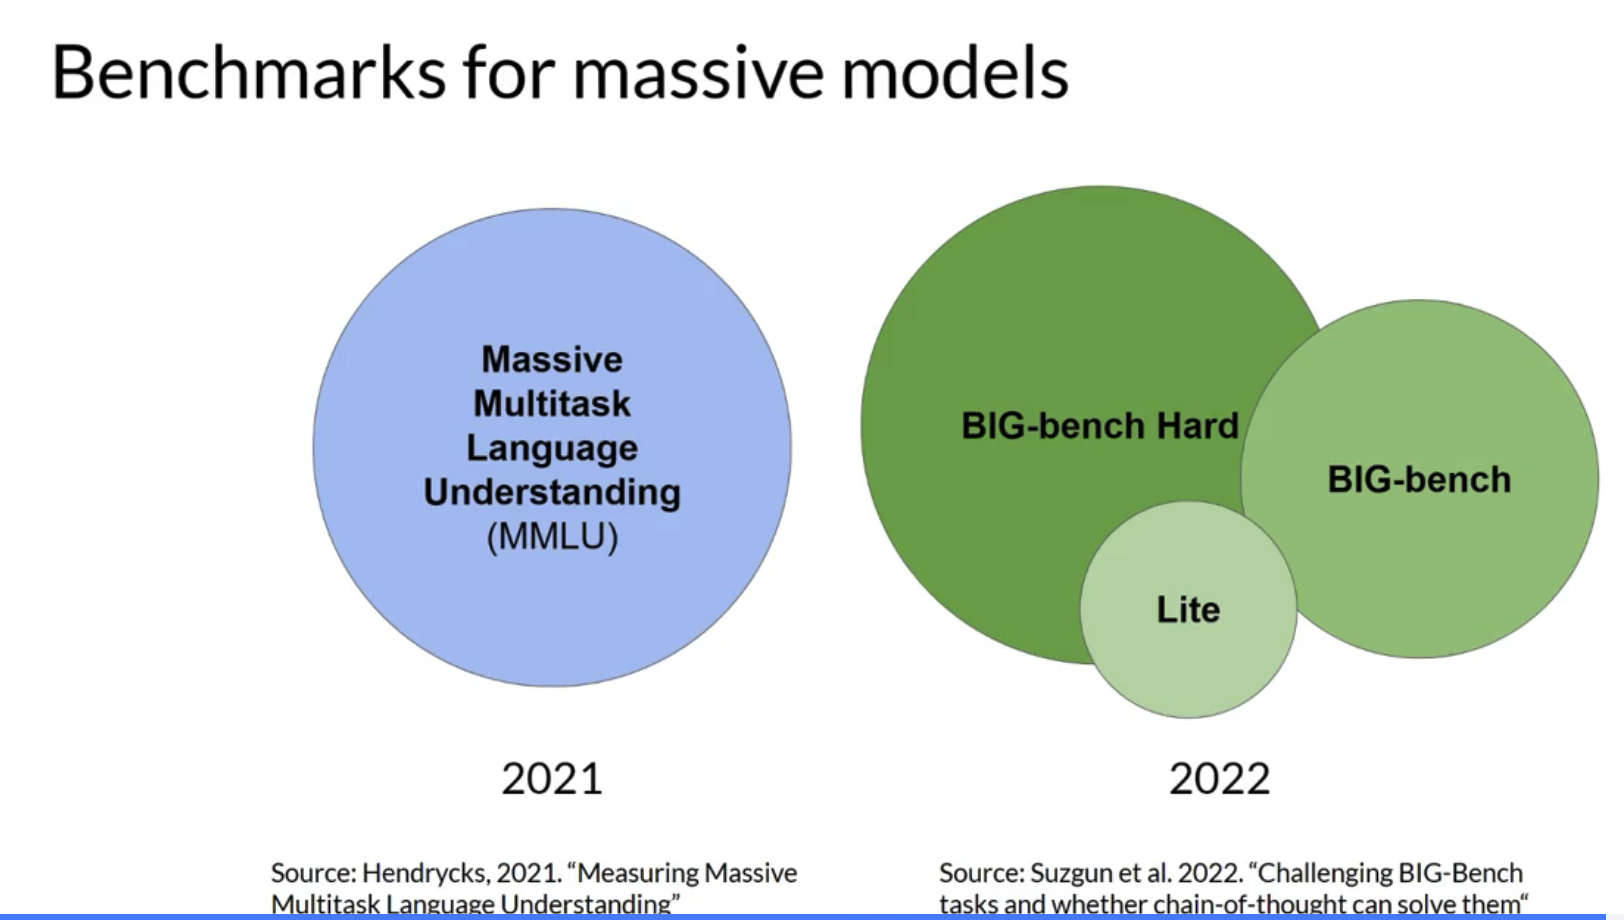 Benchmarks for massive models
Massive
Multitask
Language
Understanding
(MMLU)
BIG-bench Hard
BIG-bench
Lite
2021
2022
Source: Hendrycks, 2021. “Measuring Massive
Multitask Language Understanding”
Source: Suzgun et al. 2022. “Challenging BIG-Bench
tasks and whether chain-of-thought can solve them“